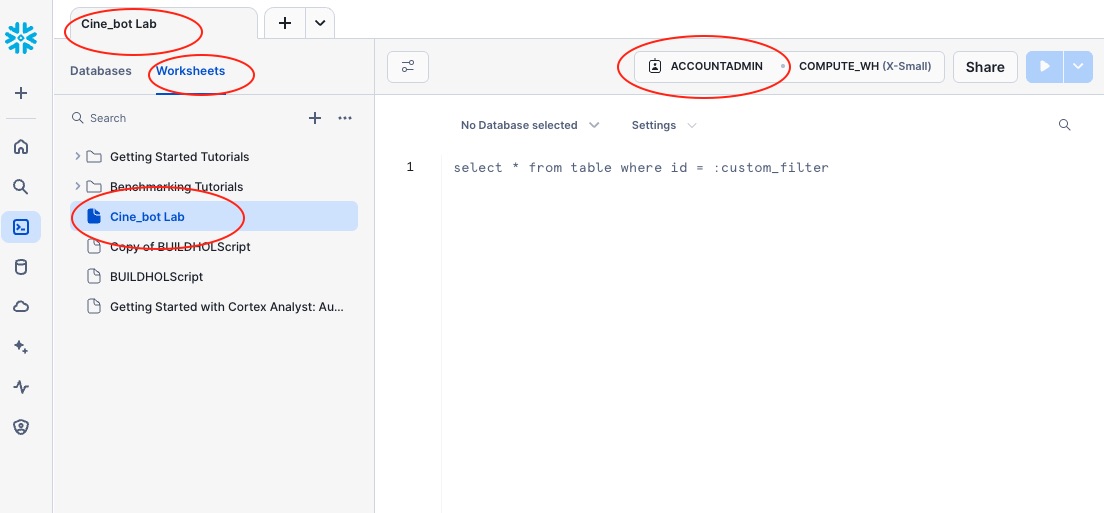 Cine_bot Lab
Databases Worksheets
ACCOUNTADMIN COMPUTE_WH (X-Small) Share
Search
No Database selected Settings
Getting Started Tutorials
1 select * from table where id = :custom_filter
Benchmarking Tutorials
Cine_bot Lab
Copy of BUILDHOLScript
BUILDHOLScript
Getting Started with Cortex Analyst: Au...